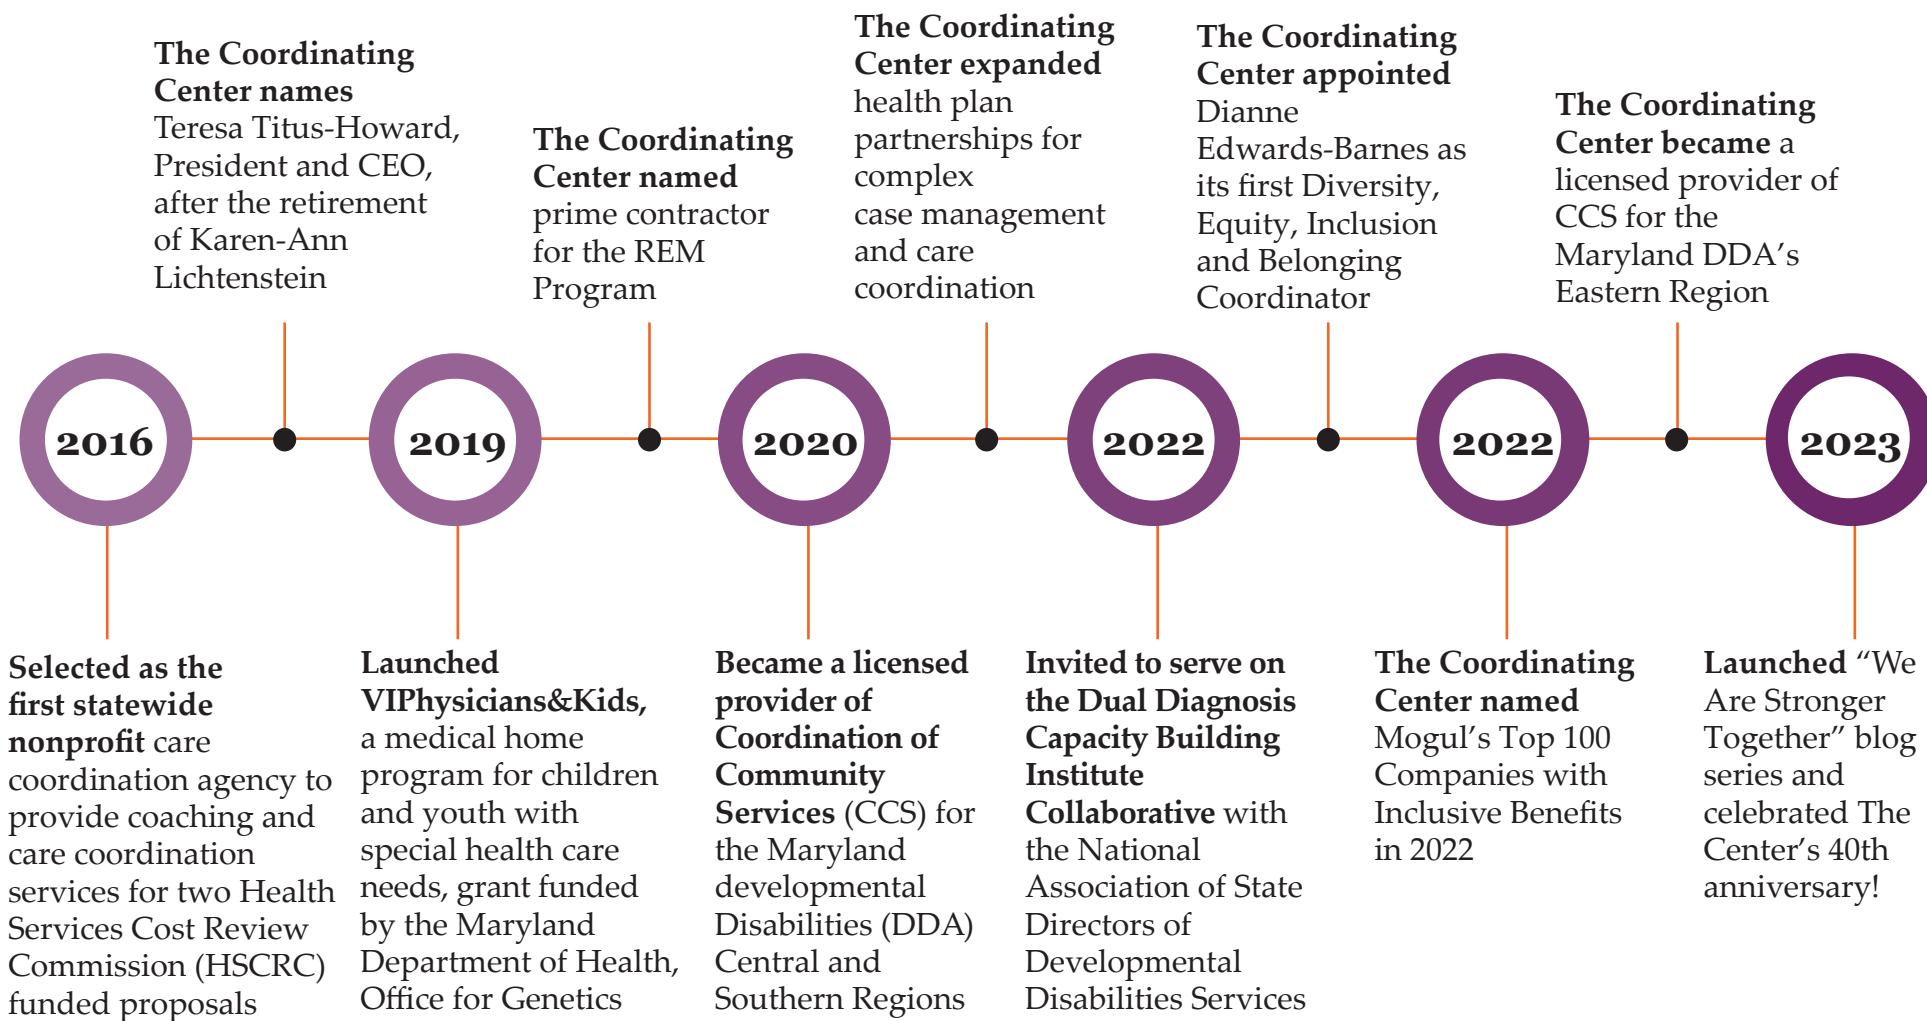 The Coordinating
Center names
Teresa Titus-Howard,
President and CEO,
after the retirement
of Karen-Ann
Lichtenstein
The Coordinating
Center named
prime contractor
for the REM
Program
The Coordinating
Center expanded
health plan
partnerships for
complex
case management
and care
coordination
The Coordinating
Center appointed
Dianne
Edwards-Barnes as
its first Diversity,
Equity, Inclusion
and Belonging
Coordinator
The Coordinating
Center became a
licensed provider of
CCS for the
Maryland DDA's
Eastern Region
2016
2019
2020
2022
2022
2023
Selected as the
first statewide
nonprofit care
coordination agency to
provide coaching and
care coordination
services for two Health
Services Cost Review
Commission (HSCRC)
funded proposals
Launched
VIPhysicians&Kids,
a medical home
program for children
and youth with
special health care
needs, grant funded
by the Maryland
Department of Health,
Office for Genetics
Became a licensed
provider of
Coordination of
Community
Services (CCS) for
the Maryland
developmental
Disabilities (DDA)
Central and
Southern Regions
Invited to serve on
the Dual Diagnosis
Capacity Building
Institute
Collaborative with
the National
Association of State
Directors of
Developmental
Disabilities Services
The Coordinating
Center named
Mogul's Top 100
Companies with
Inclusive Benefits
in 2022
Launched “We
Are Stronger
Together” blog
series and
celebrated The
Center's 40th
anniversary!